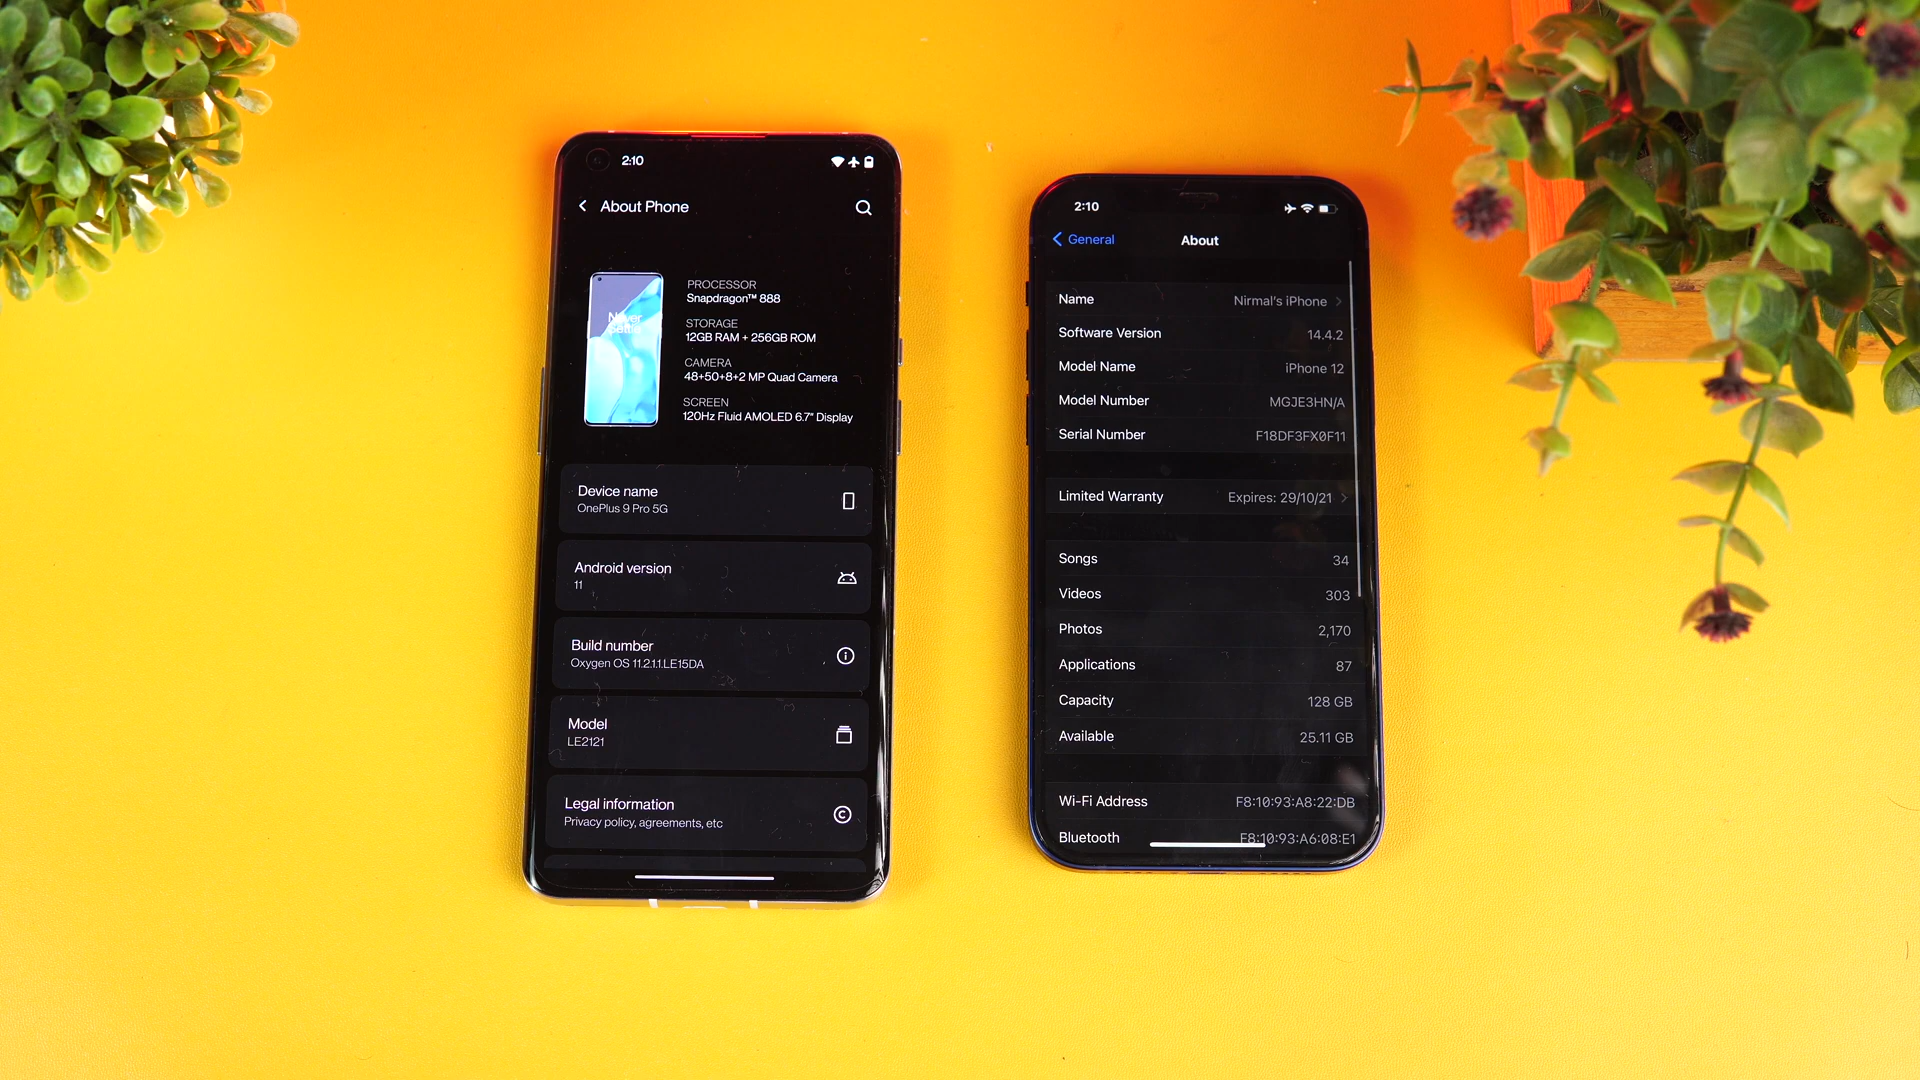 2:10
About Phone
Never
Settle
PROCESSOR
Snapdragon™ 888
STORAGE
12GB RAM + 256GB ROM
CAMERA
48+50+8+2 MP Quad Camera
SCREEN
120Hz Fluid AMOLED 6.7" Display
Device name
OnePlus 9 Pro 5G
Android version
11
Build number
Oxygen OS 11.2.1.1.LE15DA
Model
LE2121
Legal information
Privacy policy, agreements, etc
2:10
General About
Name Nirmal's iPhone
Software Version 14.4.2
Model Name iPhone 12
Model Number MGJE3HN/A
Serial Number F18DF3FX0F11
Limited Warranty Expires: 29/10/21
Songs 34
Videos 303
Photos 2,170
Applications 87
Capacity 128 GB
Available 25.11 GB
Wi-Fi Address F8:10:93:A8:22:DB
Bluetooth F8:10:93:A6:08:E1